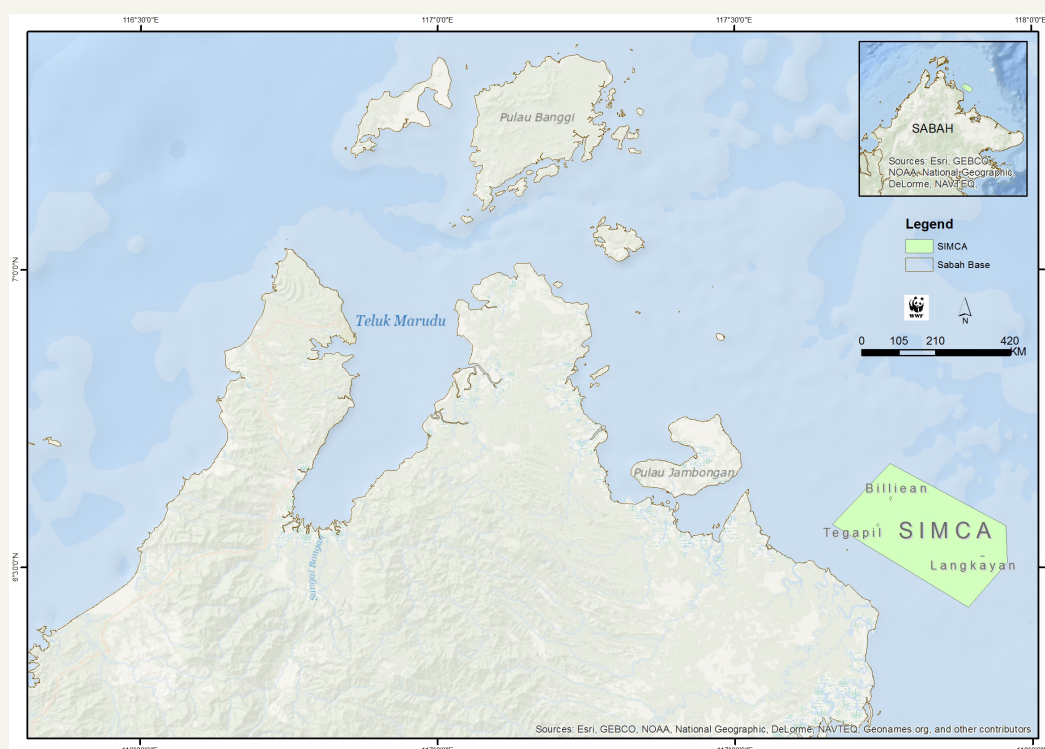 116°30'0"E
117°0'0"E
117°30'0"E
118°0'0"E
Pulau Banggi
SABAH
Sources: Esri, GEBCO,
NOAA, National Geographic,
DeLorme, NAVTEQ,
Legend
SIMCA
Sabah Base
WWF
N
0 105 210 420
KM
7°0'0"N
Teluk Marudu
Pulau Jambongan
Billiean
Tegapil
SIMCA
Langkayan
6°30'0"N
Sungai Bongan
Sources: Esri, GEBCO, NOAA, National Geographic, DeLorme, NAVTEQ, Geonames.org, and other contributors